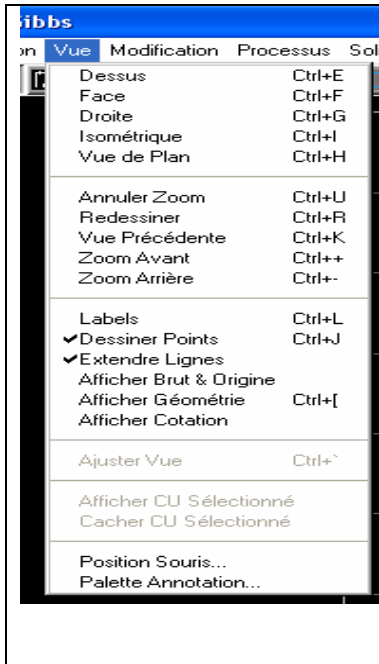 Gibbs
on Vue Modification Processus Sol
Dessus Ctrl+E
Face Ctrl+F
Droite Ctrl+G
Isométrique Ctrl+I
Vue de Plan Ctrl+H
Annuler Zoom Ctrl+U
Redessiner Ctrl+R
Vue Précédente Ctrl+K
Zoom Avant Ctrl++
Zoom Arrière Ctrl+-
Labels Ctrl+L
Dessiner Points Ctrl+J
Extendre Lignes
Afficher Brut & Origine
Afficher Géométrie Ctrl+[
Afficher Cotation
Ajuster Vue Ctrl+`
Afficher CU Sélectionné
Cacher CU Sélectionné
Position Souris...
Palette Annotation...